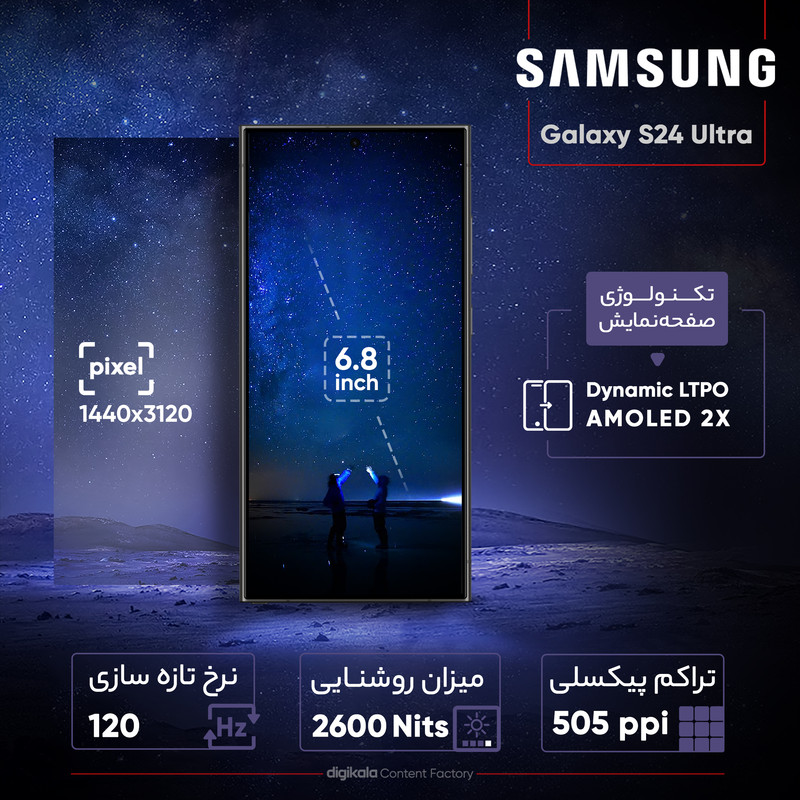 SAMSUNG
Galaxy S24 Ultra
تکنولوژی
صفحه‌نمایش
Dynamic LTPO
AMOLED 2X
6.8
inch
pixel
1440x3120
تراکم پیکسلی
505 ppi
میزان روشنایی
2600 Nits
نرخ تازه سازی
120
Hz
digikala Content Factory